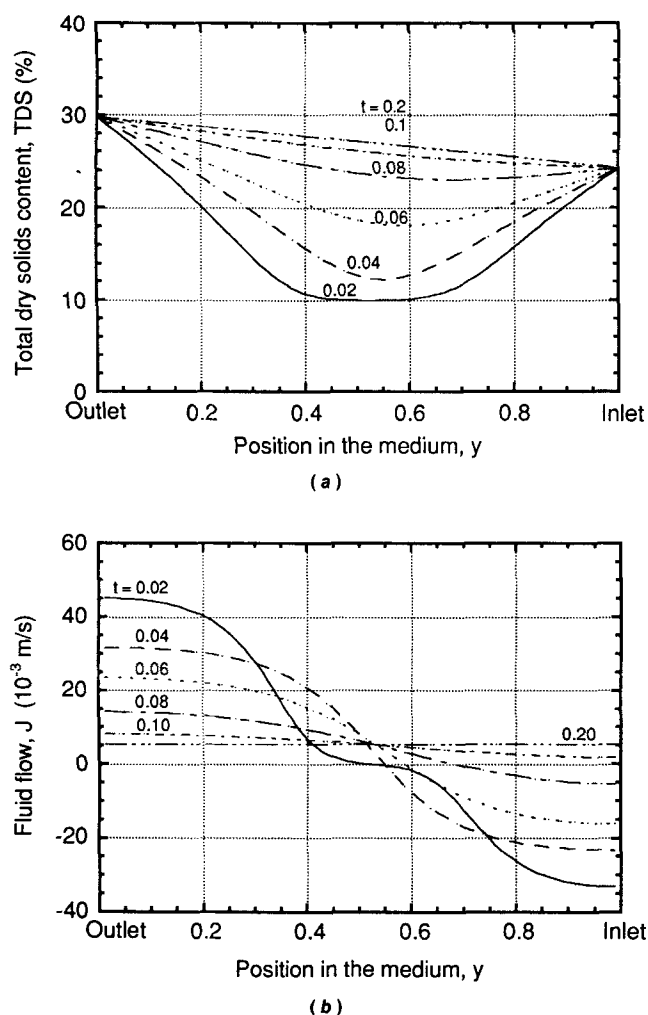 40
30
20
10
0
Total dry solids content, TDS (%)
t = 0.2
0.1
0.08
0.06
0.04
0.02
Outlet 0.2 0.4 0.6 0.8 Inlet
Position in the medium, y
(a)
60
40
20
0
-20
-40
Fluid flow, J (10⁻³ m/s)
t = 0.02
0.04
0.06
0.08
0.10
0.20
Outlet 0.2 0.4 0.6 0.8 Inlet
Position in the medium, y
(b)